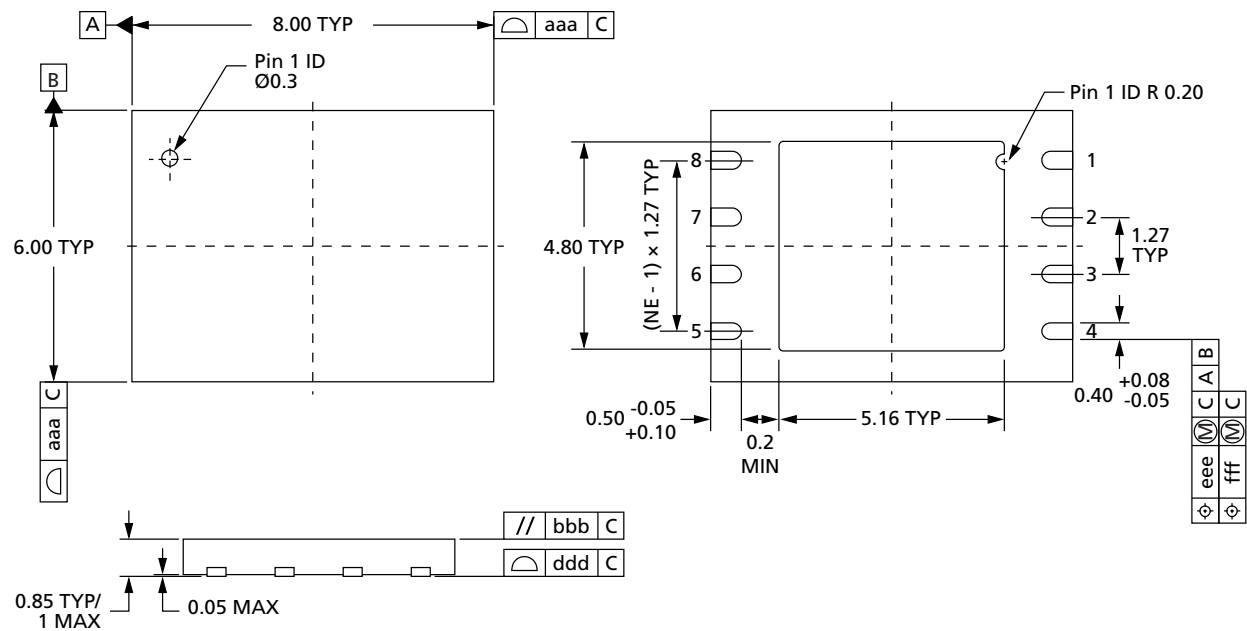 A
8.00 TYP
⌓ aaa C
Pin 1 ID
Ø0.3
B
6.00 TYP
⌓ aaa C
Pin 1 ID R 0.20
8
7
6
5
1
2
3
4
4.80 TYP
(NE - 1) × 1.27 TYP
1.27
TYP
0.50 -0.05
+0.10
0.2
MIN
5.16 TYP
0.40 +0.08
-0.05
⌖ eee Ⓜ C A B
⌖ fff Ⓜ C
// bbb C
⌓ ddd C
0.85 TYP/
1 MAX
0.05 MAX